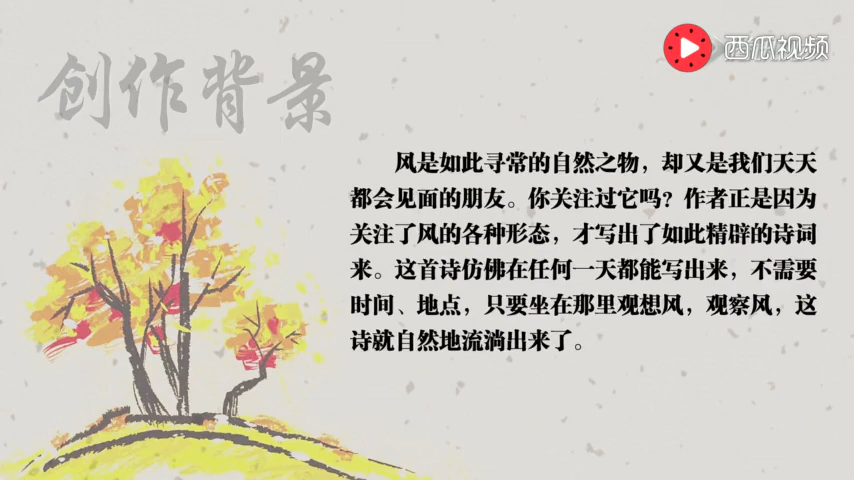 创作背景
西瓜视频
风是如此寻常的自然之物，却又是我们天天
都会见面的朋友。你关注过它吗？作者正是因为
关注了风的各种形态，才写出了如此精辟的诗词
来。这首诗仿佛在任何一天都能写出来，不需要
时间、地点，只要坐在那里观想风，观察风，这
诗就自然地流淌出来了。